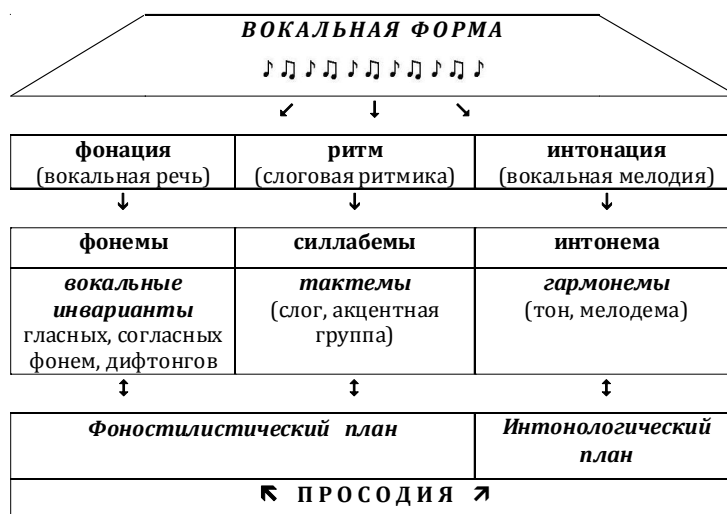 ВОКАЛЬНАЯ ФОРМА
♪♫♪♫♪♫♪♫♪♫♪
↙ ↓ ↘
фонация
(вокальная речь)
ритм
(слоговая ритмика)
интонация
(вокальная мелодия)
↓ ↓ ↓
фонемы
силлабемы
интонема
вокальные
инварианты
гласных, согласных
фонем, дифтонгов
тактемы
(слог, акцентная
группа)
гармонемы
(тон, мелодема)
↕ ↕ ↕
Фоностилистический план
Интонологический
план
↖ ПРОСОДИЯ ↗